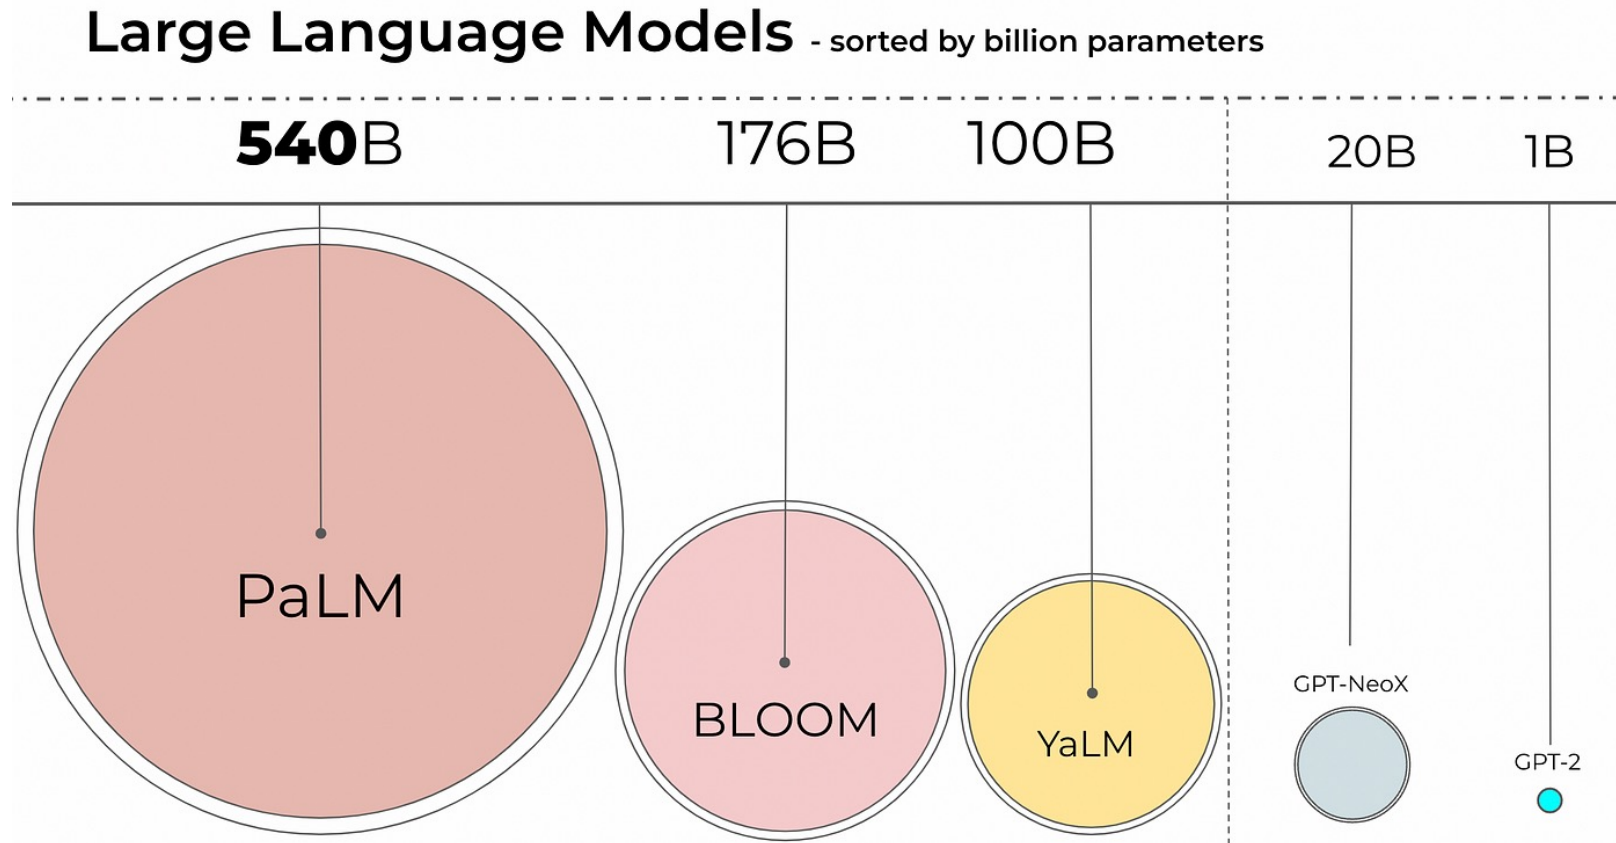 Large Language Models - sorted by billion parameters
540B 176B 100B 20B 1B
PaLM
BLOOM
YaLM
GPT-NeoX
GPT-2